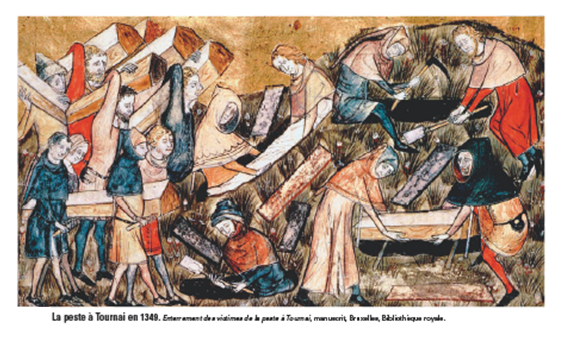 La peste à Tournai en 1349. Enterrement des victimes de la peste à Tournai, manuscrit, Bruxelles, Bibliothèque royale.